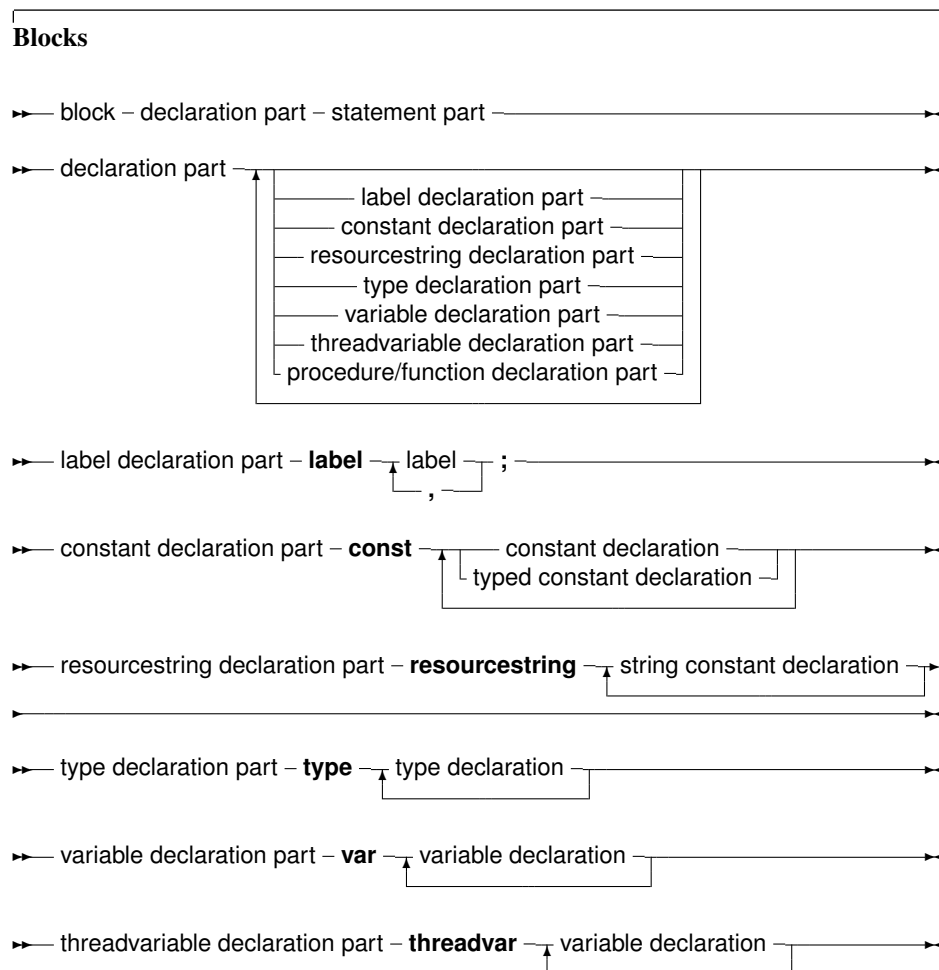 Blocks
block – declaration part – statement part
declaration part
label declaration part
constant declaration part
resourcestring declaration part
type declaration part
variable declaration part
threadvariable declaration part
procedure/function declaration part
label declaration part – label label ;
,
constant declaration part – const constant declaration
typed constant declaration
resourcestring declaration part – resourcestring string constant declaration
type declaration part – type type declaration
variable declaration part – var variable declaration
threadvariable declaration part – threadvar variable declaration